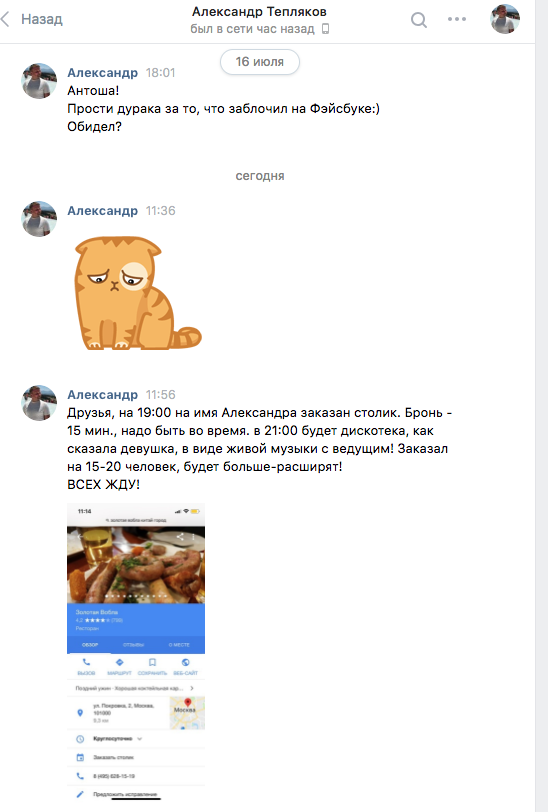 Назад
Александр Тепляков
был в сети час назад
16 июля
Александр 18:01
Антоша!
Прости дурака за то, что заблочил на Фэйсбуке:)
Обидел?
сегодня
Александр 11:36
Александр 11:56
Друзья, на 19:00 на имя Александра заказан столик. Бронь -
15 мин., надо быть во время. в 21:00 будет дискотека, как
сказала девушка, в виде живой музыки с ведущим! Заказал
на 15-20 человек, будет больше-расширят!
ВСЕХ ЖДУ!
11:14
золотая вобла китай город
Золотая Вобла
4,2
Ресторан
ОБЗОР ОТЗЫВЫ О МЕСТЕ
ВЫЗОВ МАРШРУТ СОХРАНИТЬ ВЕБ-САЙТ
Поздний ужин · Хорошая коктейльная кар...
ул. Покровка, 2, Москва,
101000
Москва
Круглосуточно
Заказать столик
8 (495) 628-15-19
Предложить исправление